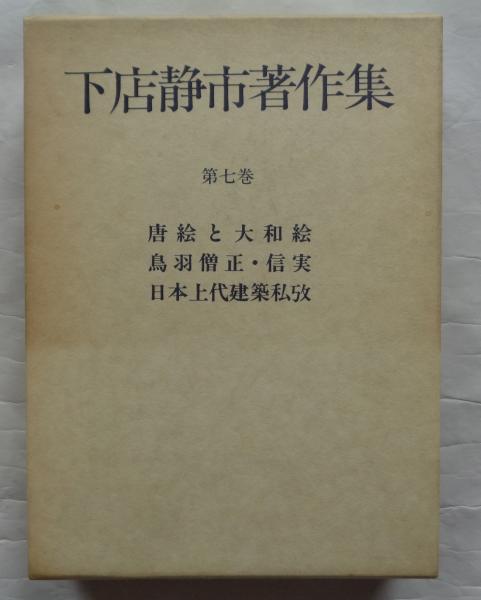 下店静市著作集
第七巻
唐絵と大和絵
鳥羽僧正・信実
日本上代建築私攷